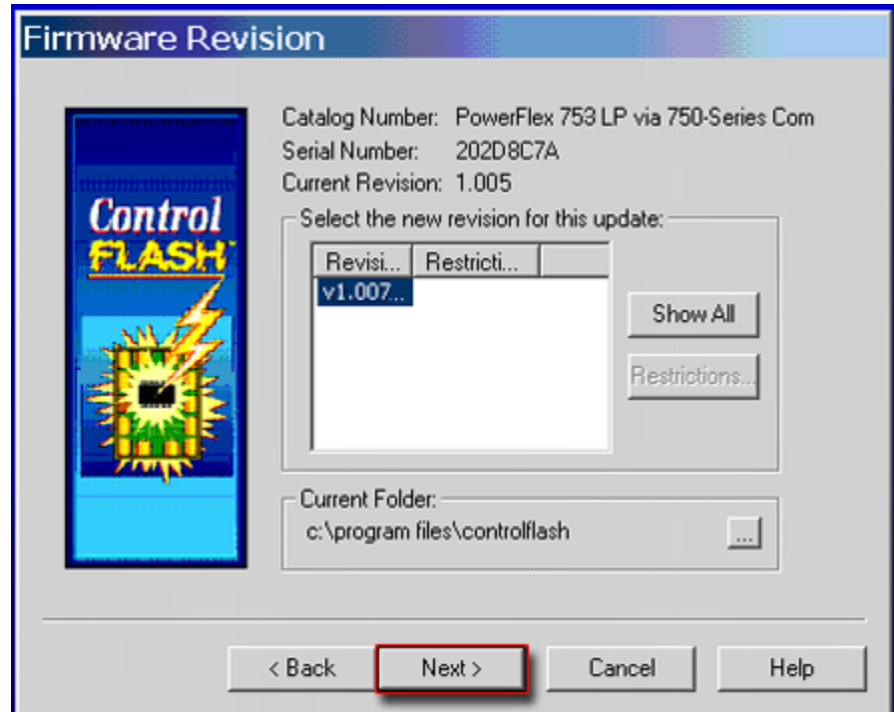 Firmware Revision
Catalog Number: PowerFlex 753 LP via 750-Series Com
Serial Number: 202D8C7A
Current Revision: 1.005
Control
FLASH
Select the new revision for this update:
Revisi... Restricti...
v1.007...
Show All
Restrictions...
Current Folder:
c:\program files\controlflash
...
< Back Next > Cancel Help